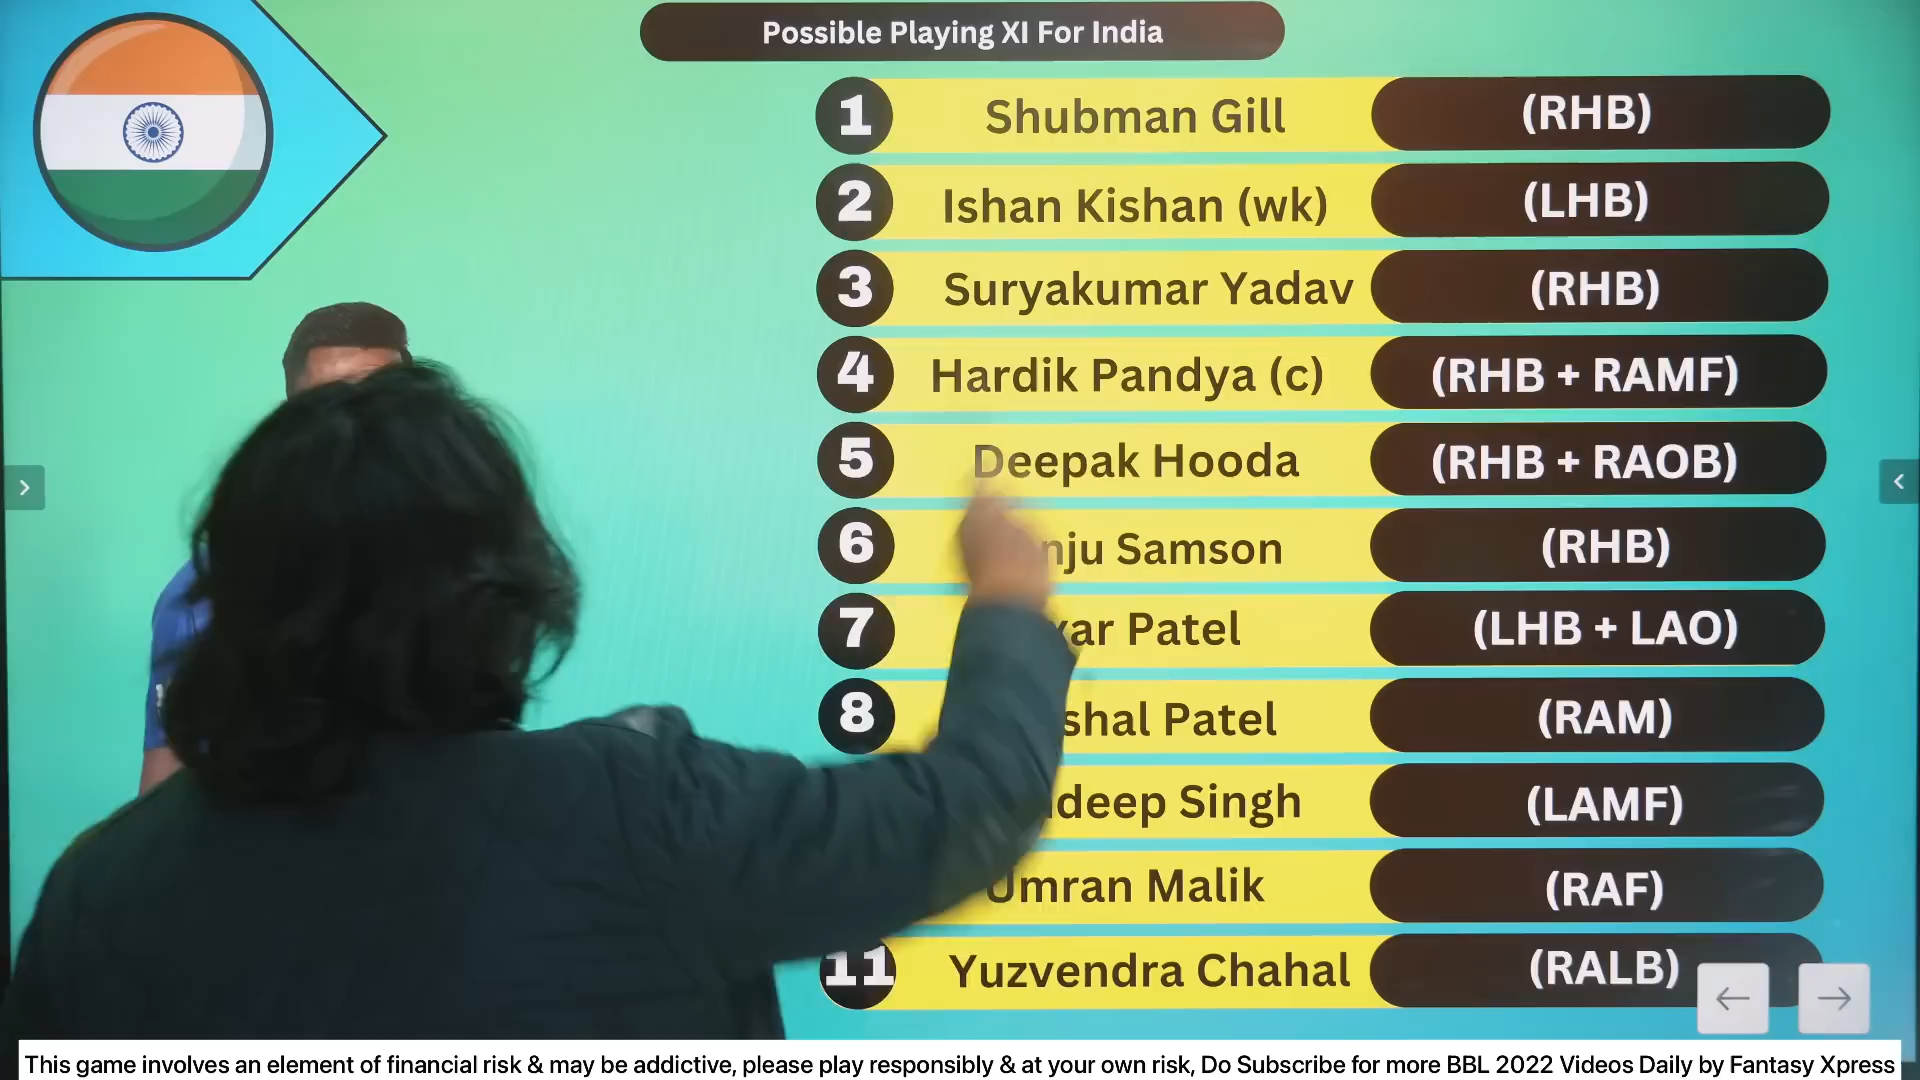 Possible Playing XI For India
1 Shubman Gill (RHB)
2 Ishan Kishan (wk) (LHB)
3 Suryakumar Yadav (RHB)
4 Hardik Pandya (c) (RHB + RAMF)
5 Deepak Hooda (RHB + RAOB)
6 Samson (RHB)
7 Patel (LHB + LAO)
8 Patel (RAM)
Singh (LAMF)
Umran Malik (RAF)
11 Yuzvendra Chahal (RALB)
This game involves an element of financial risk & may be addictive, please play responsibly & at your own risk, Do Subscribe for more BBL 2022 Videos Daily by Fantasy Xpress